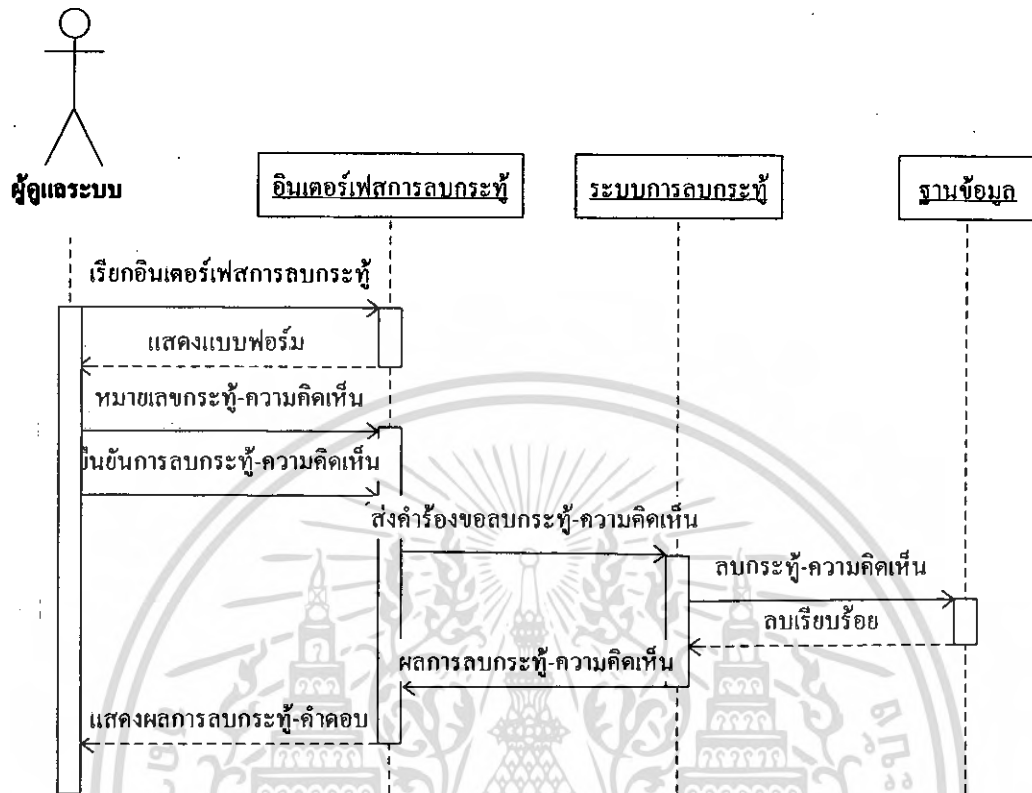 ผู้ดูแลระบบ
อินเตอร์เฟสการลบกระทู้
ระบบการลบกระทู้
ฐานข้อมูล
เรียกอินเตอร์เฟสการลบกระทู้
แสดงแบบฟอร์ม
หมายเลขกระทู้-ความคิดเห็น
ยืนยันการลบกระทู้-ความคิดเห็น
ส่งคำร้องขอลบกระทู้-ความคิดเห็น
ลบกระทู้-ความคิดเห็น
ลบเรียบร้อย
ผลการลบกระทู้-ความคิดเห็น
แสดงผลการลบกระทู้-คำตอบ